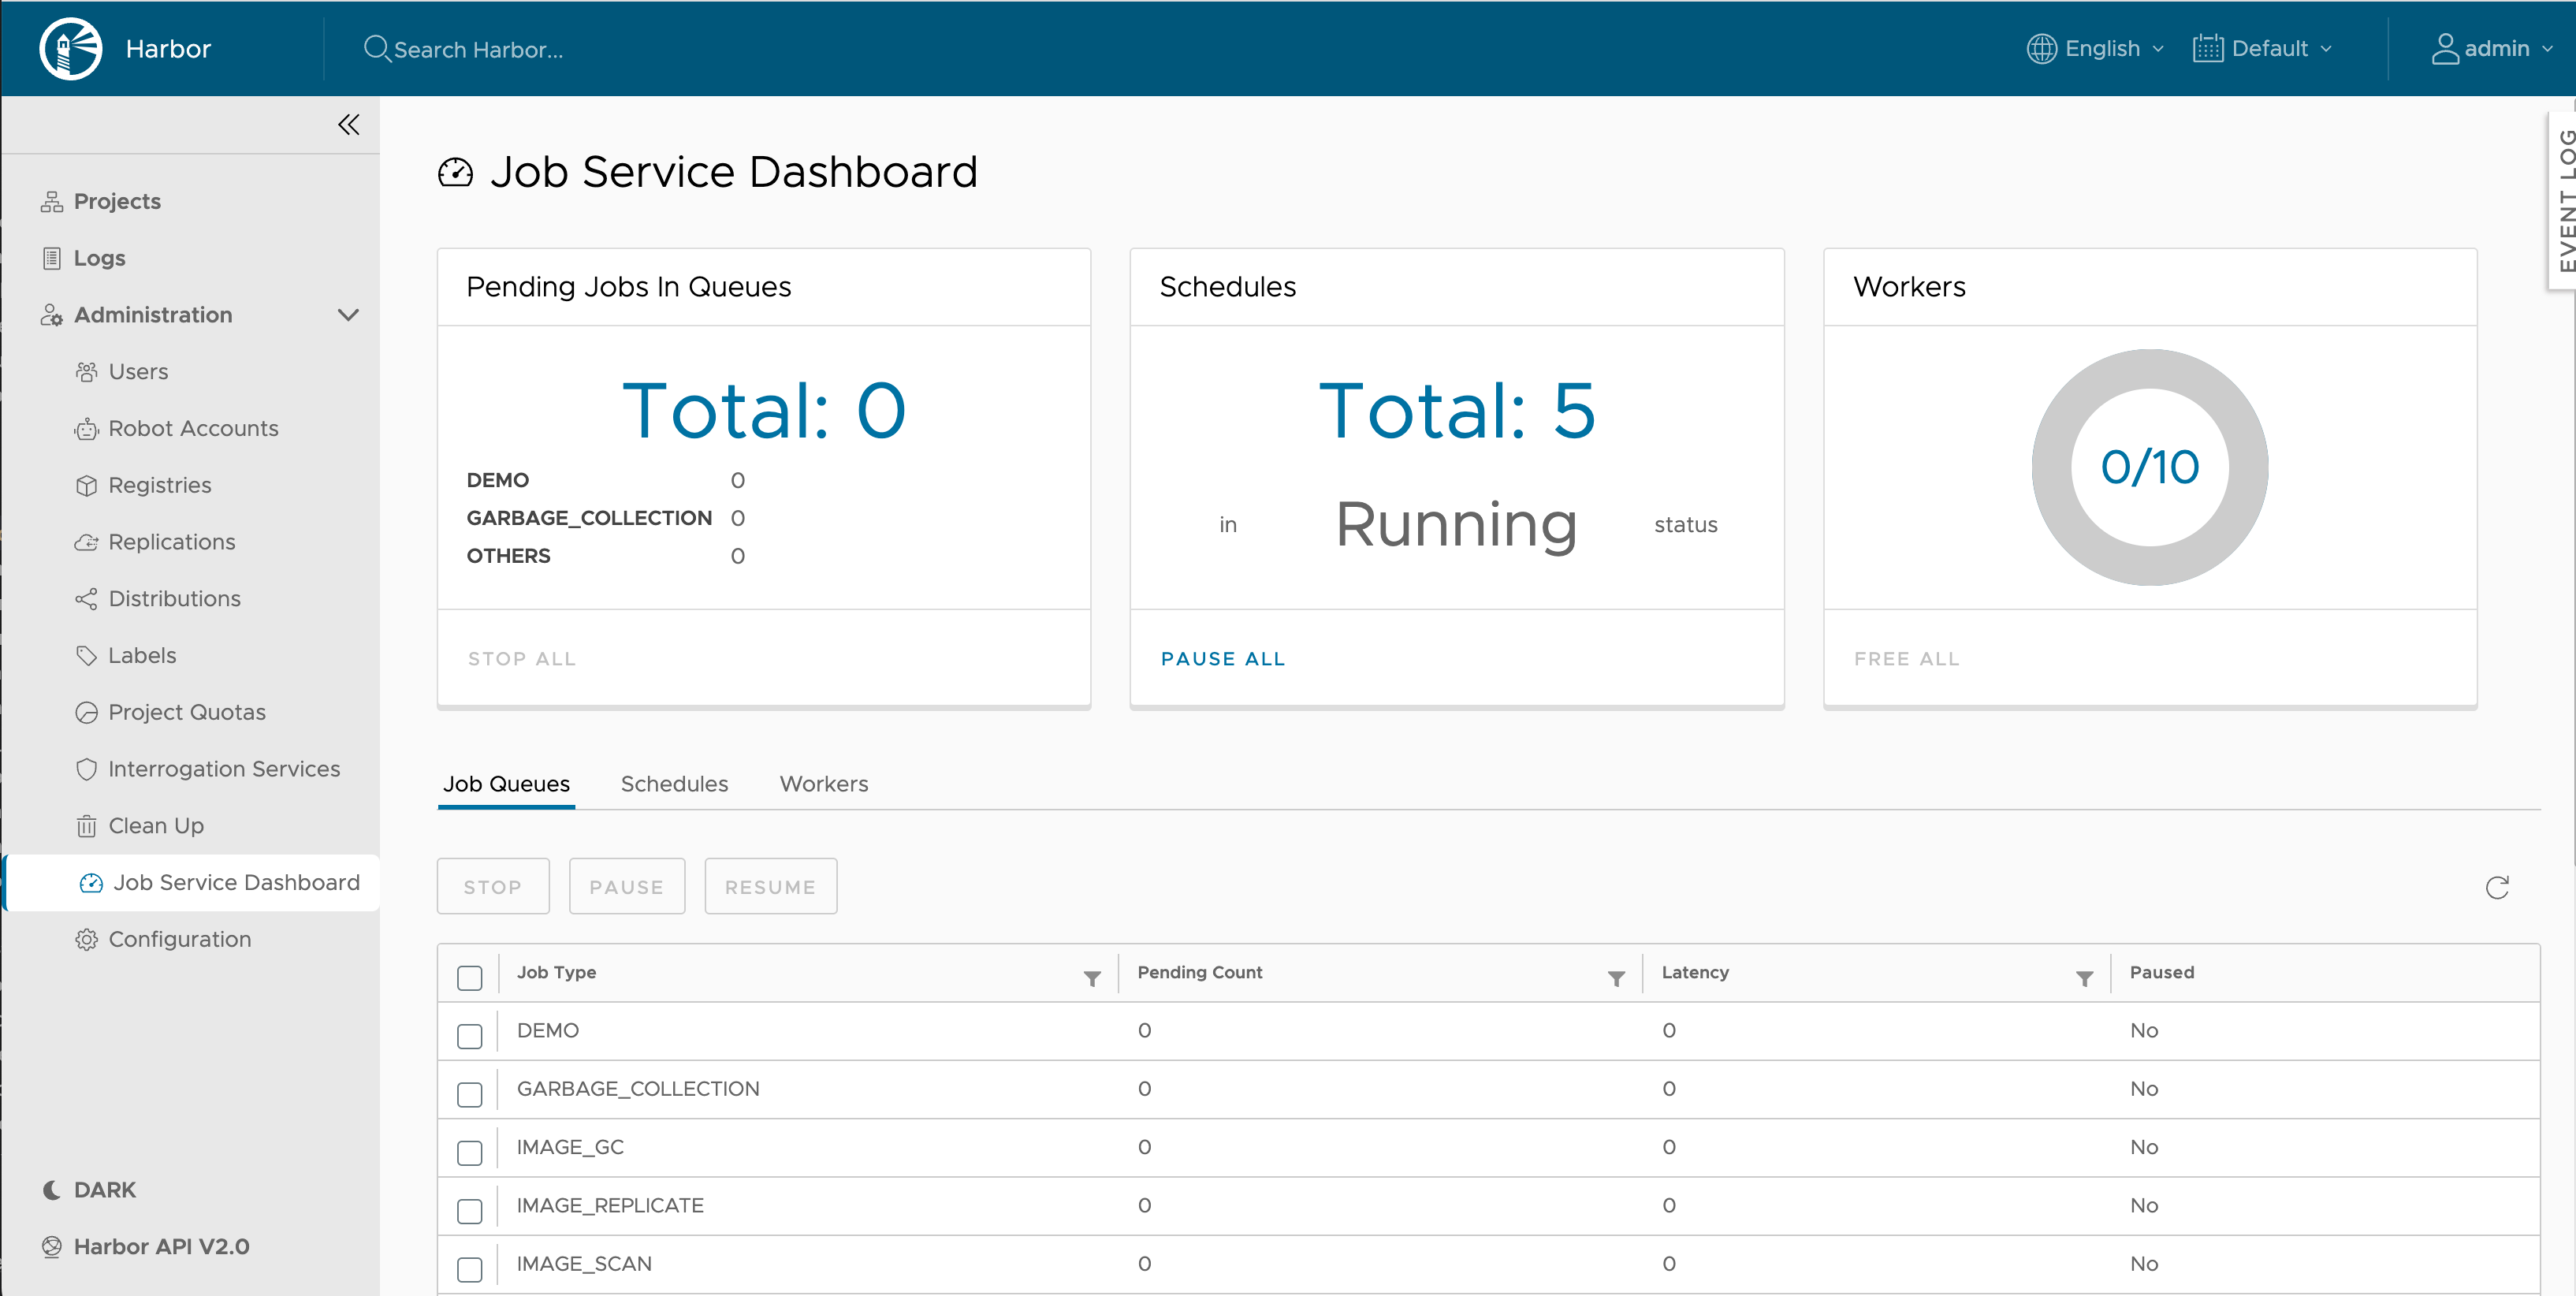 Harbor
Search Harbor...
English
Default
admin
EVENT LOG
Projects
Logs
Administration
Users
Robot Accounts
Registries
Replications
Distributions
Labels
Project Quotas
Interrogation Services
Clean Up
Job Service Dashboard
Configuration
DARK
Harbor API V2.0
Job Service Dashboard
Pending Jobs In Queues
Total: 0
DEMO 0
GARBAGE_COLLECTION 0
OTHERS 0
STOP ALL
Schedules
Total: 5
in Running status
PAUSE ALL
Workers
0/10
FREE ALL
Job Queues Schedules Workers
STOP PAUSE RESUME
Job Type Pending Count Latency Paused
DEMO 0 0 No
GARBAGE_COLLECTION 0 0 No
IMAGE_GC 0 0 No
IMAGE_REPLICATE 0 0 No
IMAGE_SCAN 0 0 No